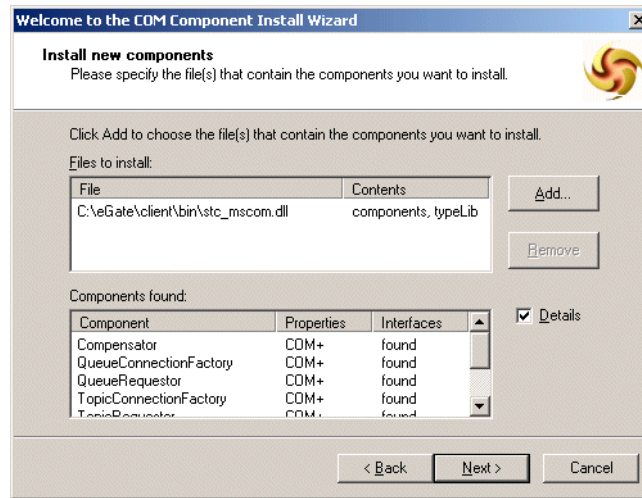 Welcome to the COM Component Install Wizard
Install new components
Please specify the file(s) that contain the components you want to install.
Click Add to choose the file(s) that contain the components you want to install.
Files to install:
File Contents
C:\eGate\client\bin\stc_mscom.dll components, typeLib
Add...
Remove
Components found:
Component Properties Interfaces
Details
Compensator COM+ found
QueueConnectionFactory COM+ found
QueueRequestor COM+ found
TopicConnectionFactory COM+ found
TopicRequestor COM+ found
< Back Next > Cancel